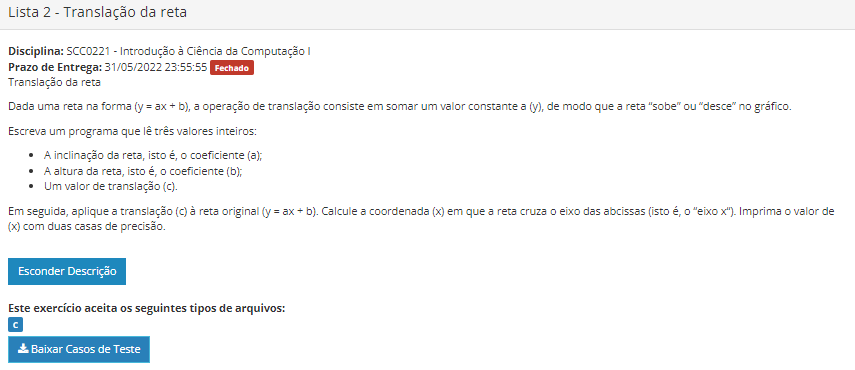 Lista 2 - Translação da reta
Disciplina: SCC0221 - Introdução à Ciência da Computação I
Prazo de Entrega: 31/05/2022 23:55:55 Fechado
Translação da reta
Dada uma reta na forma (y = ax + b), a operação de translação consiste em somar um valor constante a (y), de modo que a reta “sobe” ou “desce” no gráfico.
Escreva um programa que lê três valores inteiros:
• A inclinação da reta, isto é, o coeficiente (a);
• A altura da reta, isto é, o coeficiente (b);
• Um valor de translação (c).
Em seguida, aplique a translação (c) à reta original (y = ax + b). Calcule a coordenada (x) em que a reta cruza o eixo das abcissas (isto é, o “eixo x“). Imprima o valor de
(x) com duas casas de precisão.
Esconder Descrição
Este exercício aceita os seguintes tipos de arquivos:
C
Baixar Casos de Teste